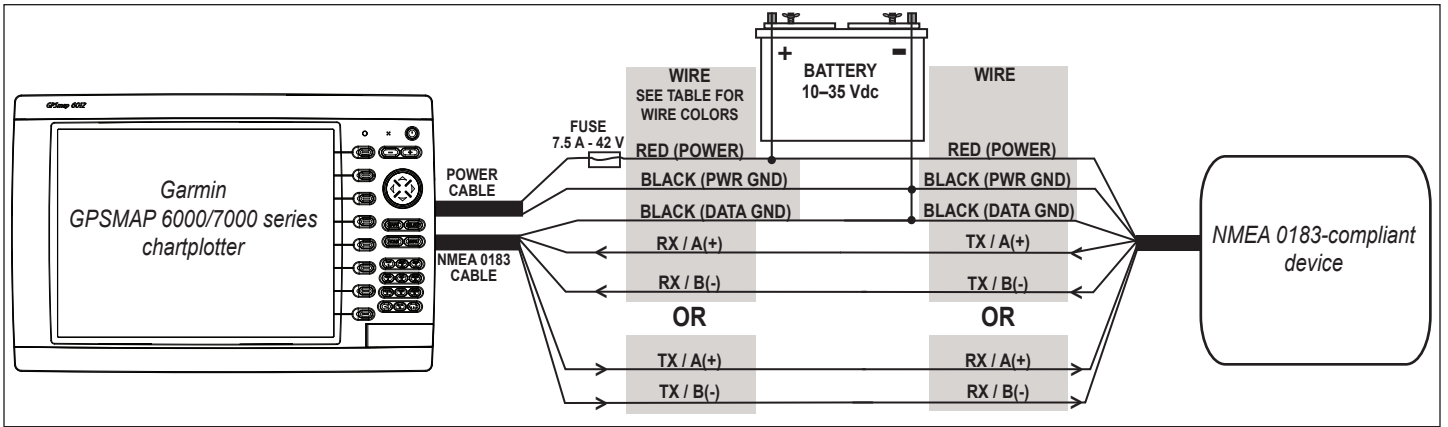 GPSmap 6012
Garmin
GPSMAP 6000/7000 series
chartplotter
POWER
CABLE
NMEA 0183
CABLE
FUSE
7.5 A - 42 V
WIRE
SEE TABLE FOR
WIRE COLORS
+
-
BATTERY
10–35 Vdc
WIRE
RED (POWER)
RED (POWER)
BLACK (PWR GND)
BLACK (PWR GND)
BLACK (DATA GND)
BLACK (DATA GND)
RX / A(+)
TX / A(+)
RX / B(-)
TX / B(-)
OR
OR
TX / A(+)
RX / A(+)
TX / B(-)
RX / B(-)
NMEA 0183-compliant
device